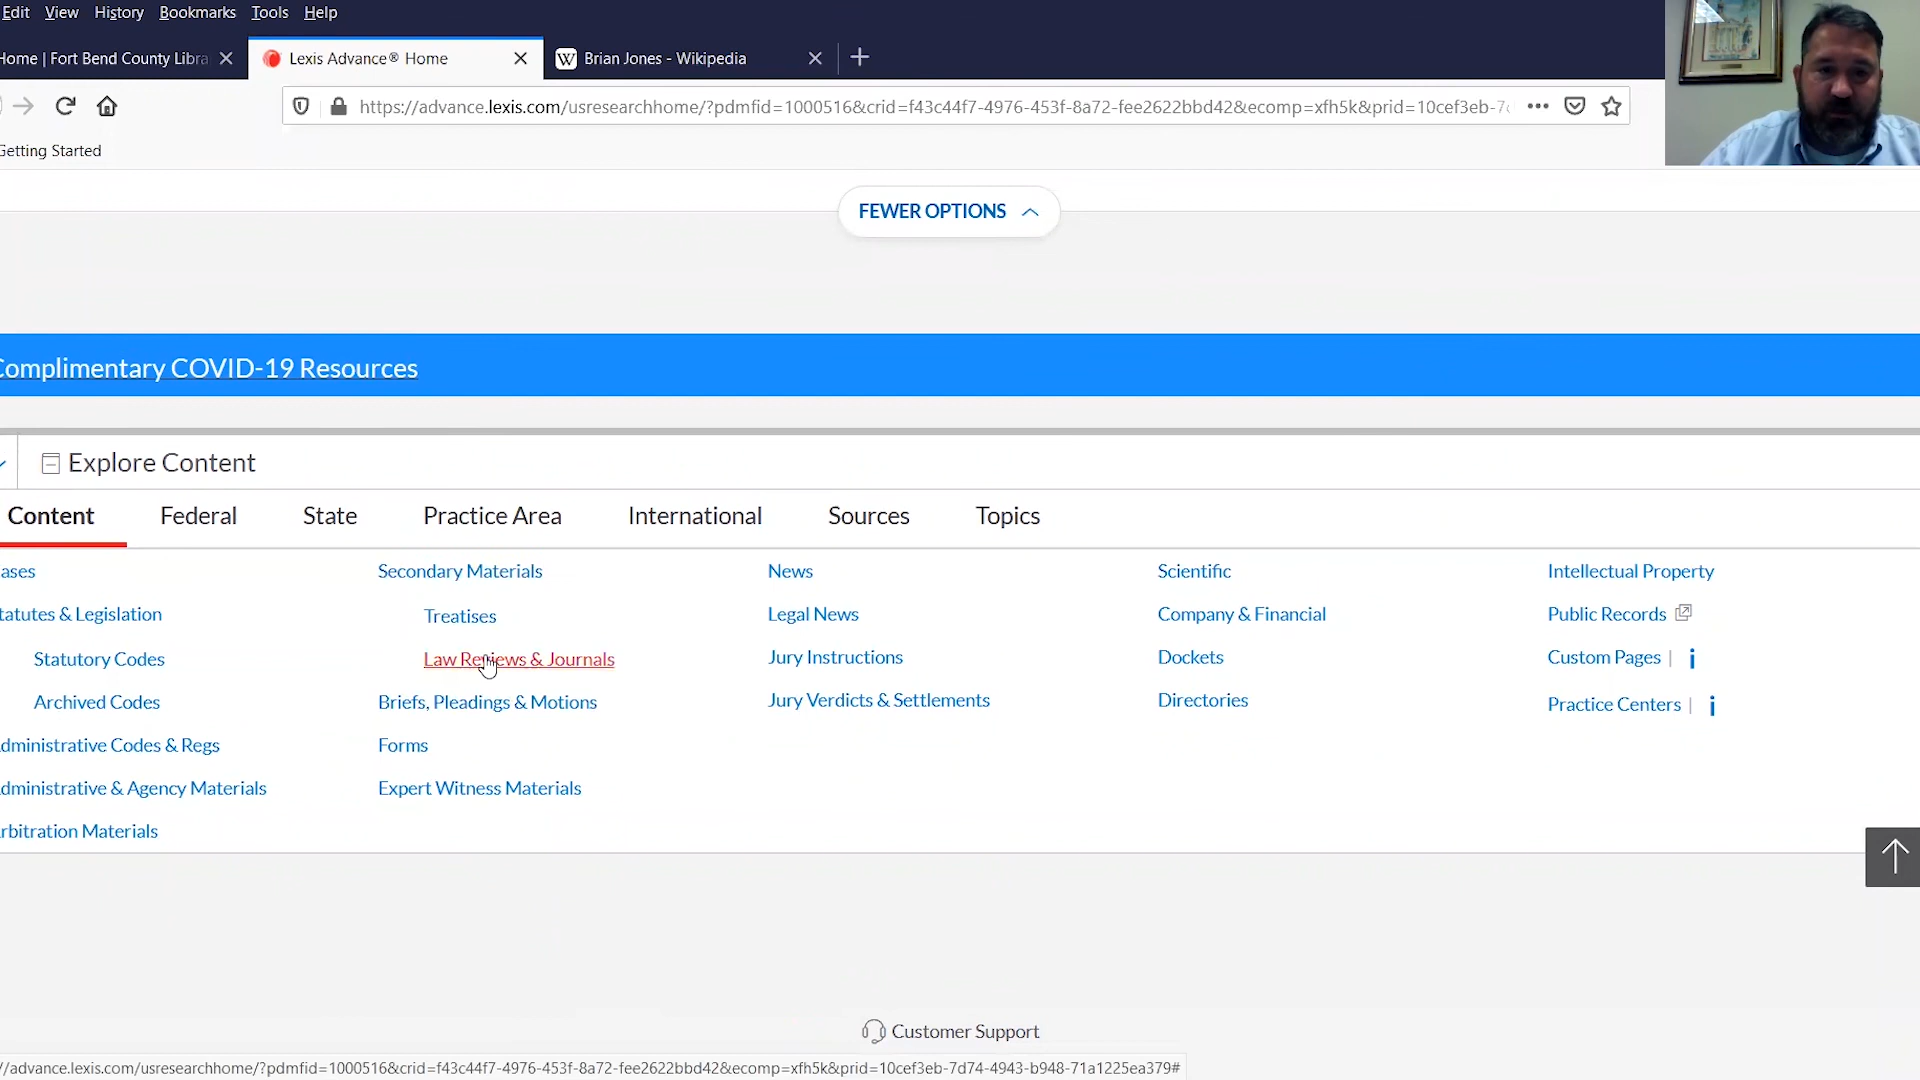 Edit View History Bookmarks Tools Help
Home | Fort Bend County Libra
Lexis Advance® Home
W Brian Jones - Wikipedia
https://advance.lexis.com/usresearchhome/?pdmfid=1000516&crid=f43c44f7-4976-453f-8a72-fee2622bbd42&ecomp=xfh5k&prid=10cef3eb-7
Getting Started
FEWER OPTIONS
Complimentary COVID-19 Resources
Explore Content
Content Federal State Practice Area International Sources Topics
ases
tatutes & Legislation
Statutory Codes
Archived Codes
dministrative Codes & Regs
dministrative & Agency Materials
rbitration Materials
Secondary Materials
Treatises
Law Reviews & Journals
Briefs, Pleadings & Motions
Forms
Expert Witness Materials
News
Legal News
Jury Instructions
Jury Verdicts & Settlements
Scientific
Company & Financial
Dockets
Directories
Intellectual Property
Public Records
Custom Pages | i
Practice Centers | i
Customer Support
//advance.lexis.com/usresearchhome/?pdmfid=1000516&crid=f43c44f7-4976-453f-8a72-fee2622bbd42&ecomp=xfh5k&prid=10cef3eb-7d74-4943-b948-71a1225ea379#